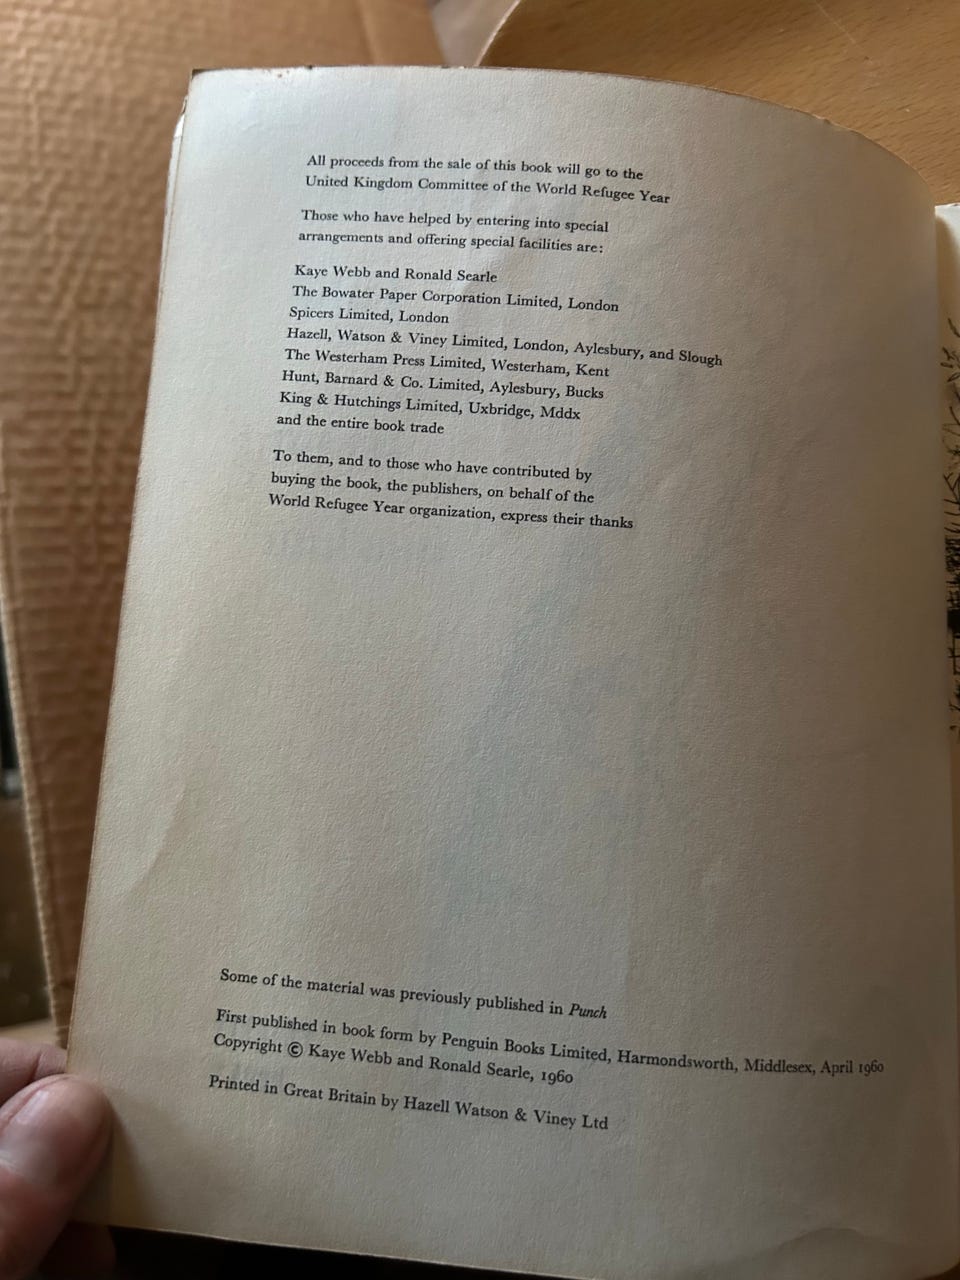 All proceeds from the sale of this book will go to the
United Kingdom Committee of the World Refugee Year
Those who have helped by entering into special
arrangements and offering special facilities are:
Kaye Webb and Ronald Searle
The Bowater Paper Corporation Limited, London
Spicers Limited, London
Hazell, Watson & Viney Limited, London, Aylesbury, and Slough
The Westerham Press Limited, Westerham, Kent
Hunt, Barnard & Co. Limited, Aylesbury, Bucks
King & Hutchings Limited, Uxbridge, Mddx
and the entire book trade
To them, and to those who have contributed by
buying the book, the publishers, on behalf of the
World Refugee Year organization, express their thanks
Some of the material was previously published in Punch
First published in book form by Penguin Books Limited, Harmondsworth, Middlesex, April 1960
Copyright © Kaye Webb and Ronald Searle, 1960
Printed in Great Britain by Hazell Watson & Viney Ltd